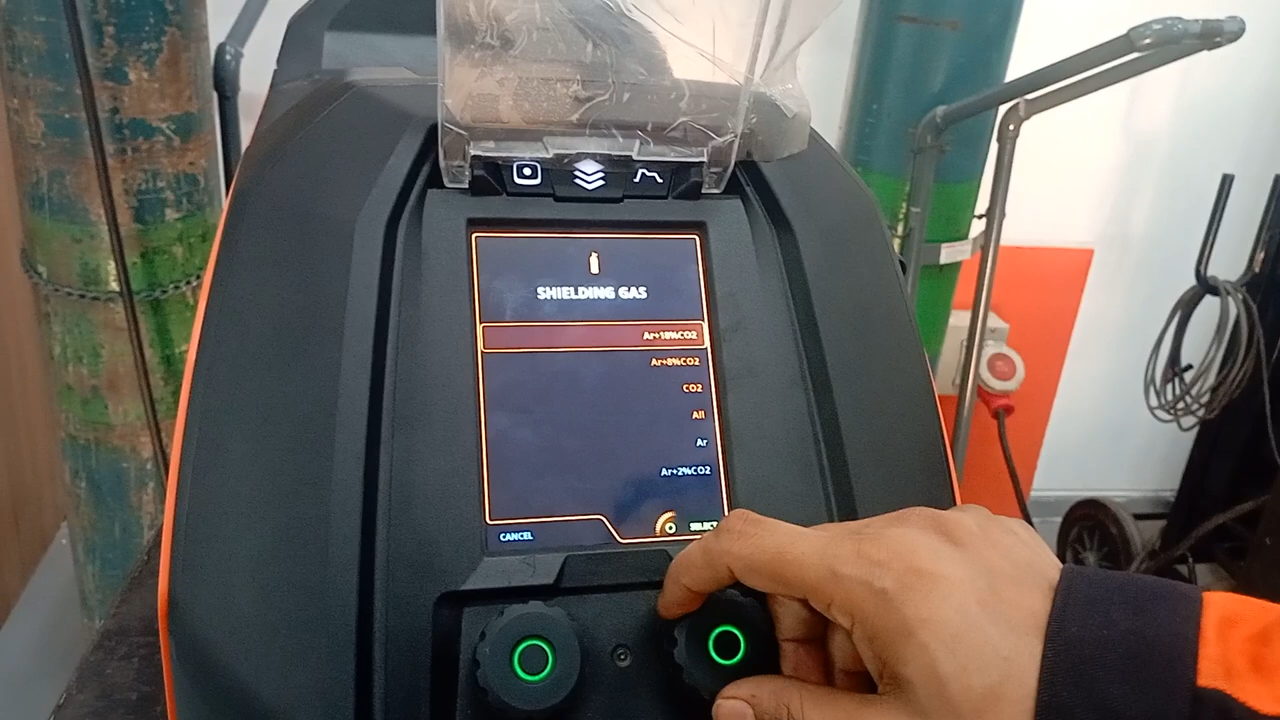 SHIELDING GAS
Ar+18%CO2
Ar+8%CO2
CO2
All
Ar
Ar+2%CO2
CANCEL
SELECT